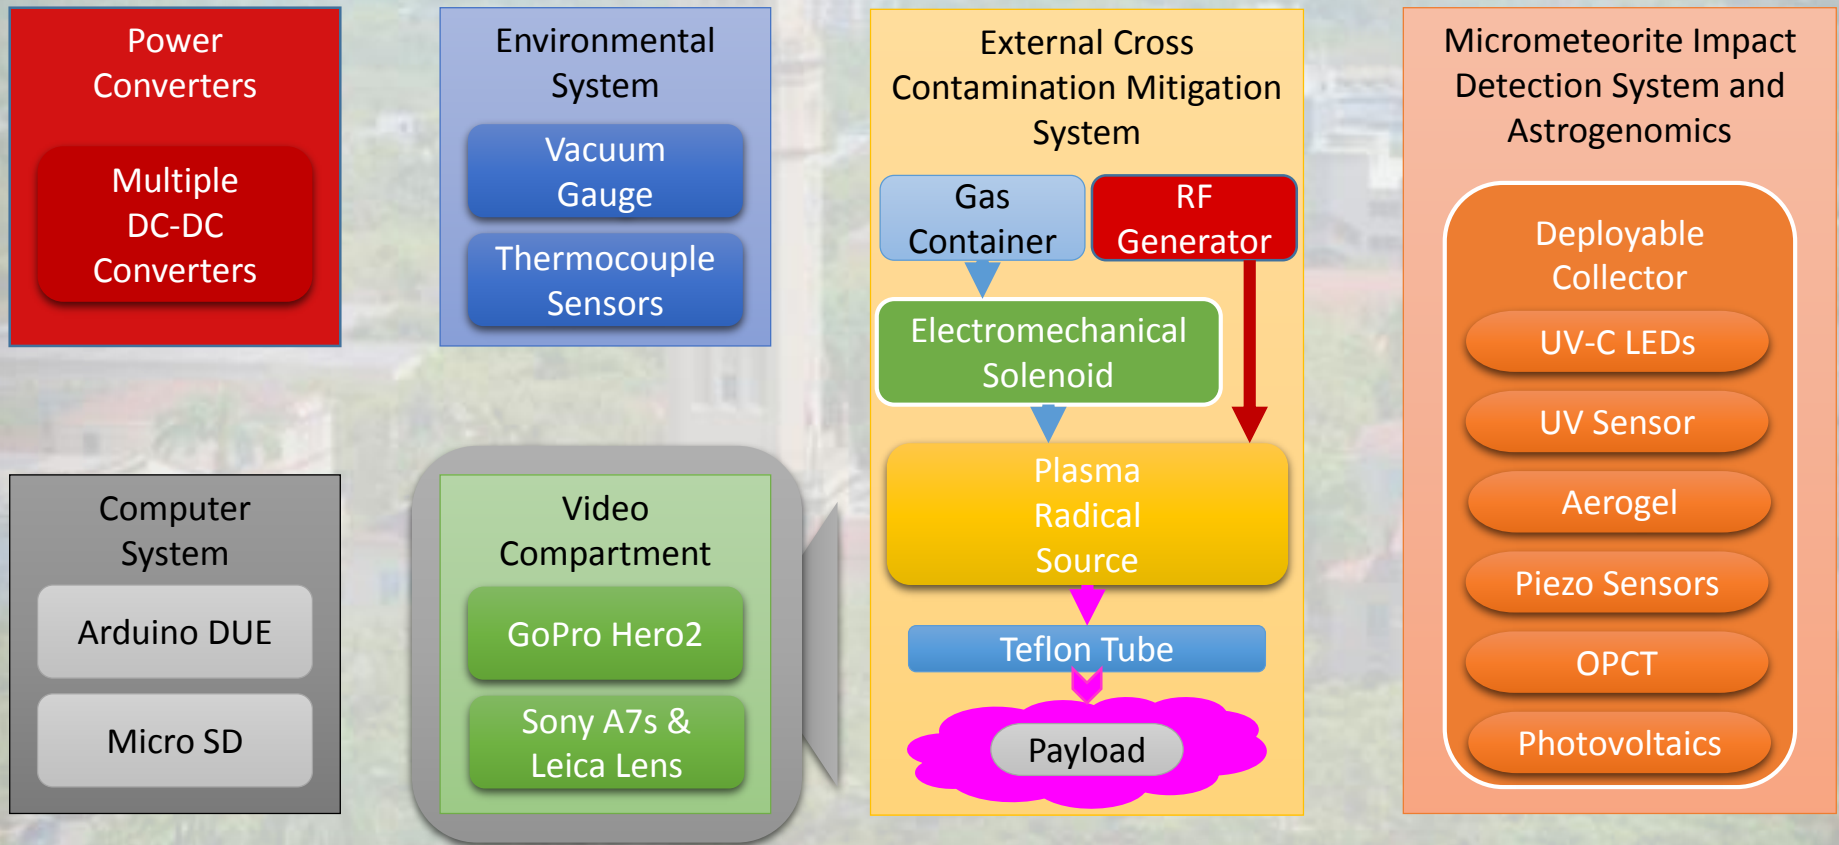 Power
Converters
Multiple
DC-DC
Converters
Environmental
System
Vacuum
Gauge
Thermocouple
Sensors
External Cross
Contamination Mitigation
System
Gas
Container
RF
Generator
Electromechanical
Solenoid
Plasma
Radical
Source
Teflon Tube
Payload
Micrometeorite Impact
Detection System and
Astrogenomics
Deployable
Collector
UV-C LEDs
UV Sensor
Aerogel
Piezo Sensors
OPCT
Photovoltaics
Computer
System
Arduino DUE
Micro SD
Video
Compartment
GoPro Hero2
Sony A7s &
Leica Lens